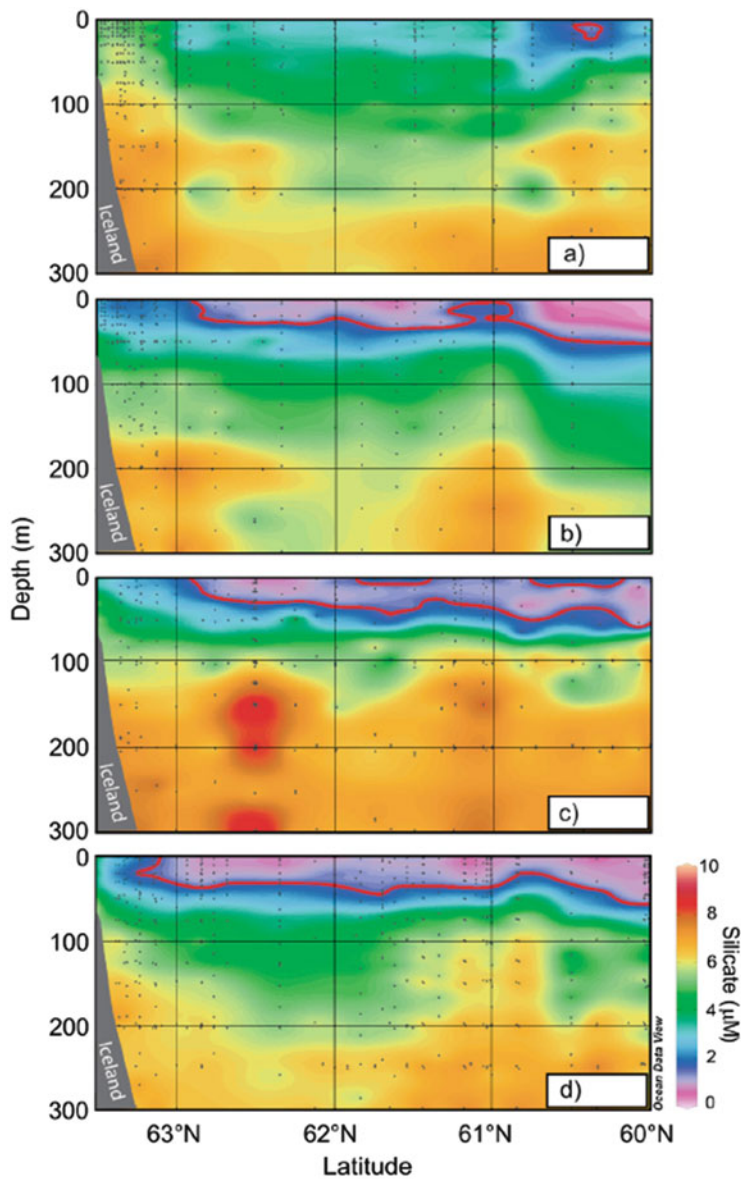 0
100
200
300
Iceland
a)
0
100
200
300
Iceland
b)
Depth (m)
0
100
200
300
Iceland
c)
0
100
200
300
Iceland
d)
Ocean Data View
10
8
6
4
2
0
Silicate (µM)
63°N 62°N 61°N 60°N
Latitude